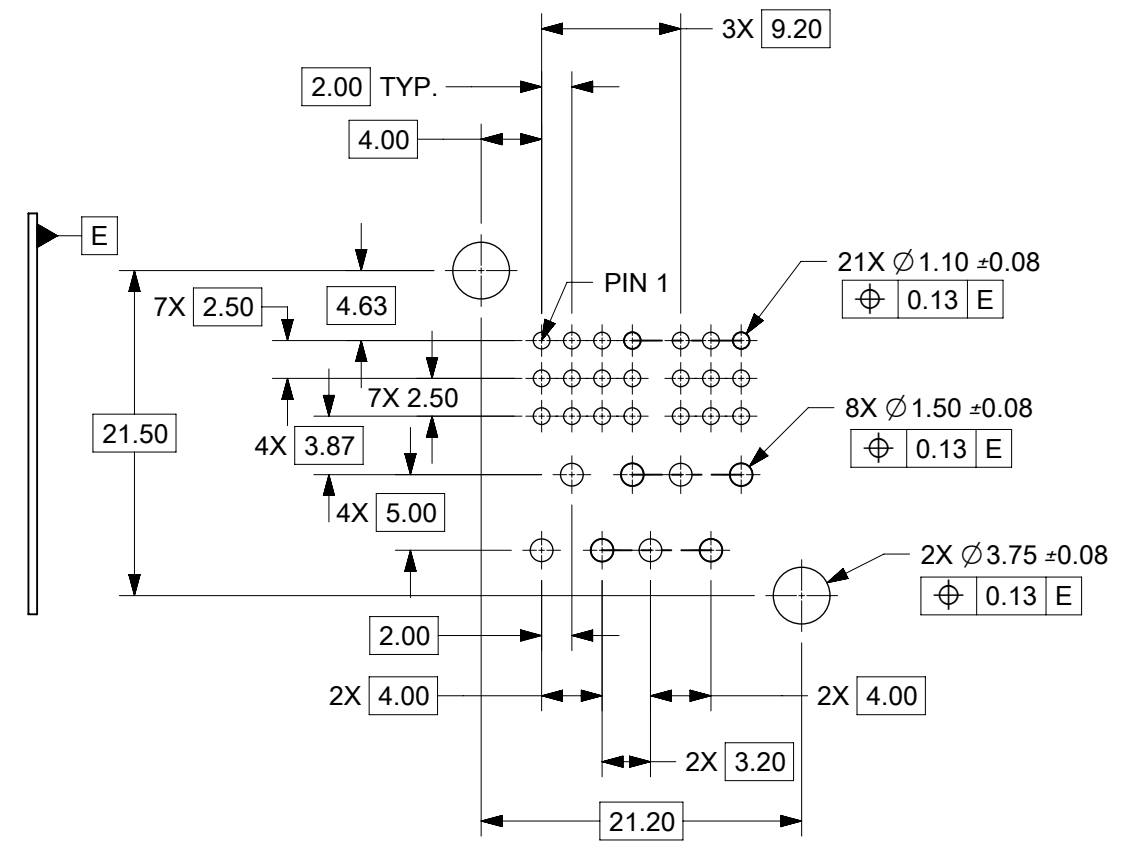 3X 9.20
2.00 TYP.
4.00
E
21X ∅1.10 ±0.08
⌖ 0.13 E
PIN 1
7X 2.50
4.63
7X 2.50
8X ∅1.50 ±0.08
⌖ 0.13 E
21.50
4X 3.87
4X 5.00
2X ∅3.75 ±0.08
⌖ 0.13 E
2.00
2X 4.00
2X 4.00
2X 3.20
21.20